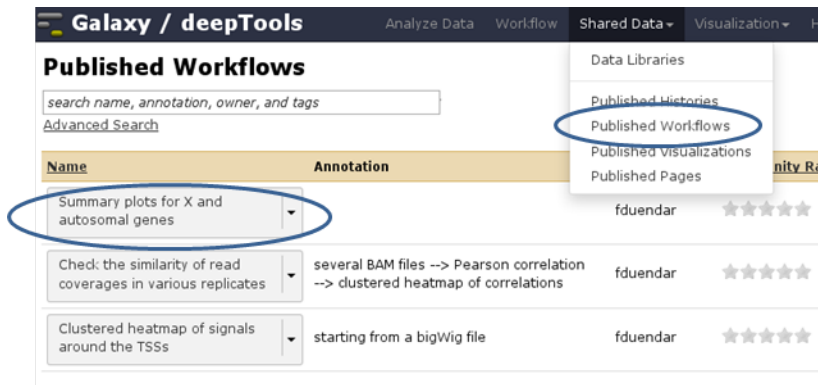 Galaxy / deepTools Analyze Data Workflow Shared Data Visualization
Published Workflows
Data Libraries
search name, annotation, owner, and tags
Published Histories
Advanced Search
Published Workflows
Published Visualizations
Published Pages
Name Annotation
Summary plots for X and
autosomal genes
fduendar
Check the similarity of read
coverages in various replicates
several BAM files --> Pearson correlation
--> clustered heatmap of correlations
fduendar
Clustered heatmap of signals
around the TSSs
starting from a bigWig file
fduendar